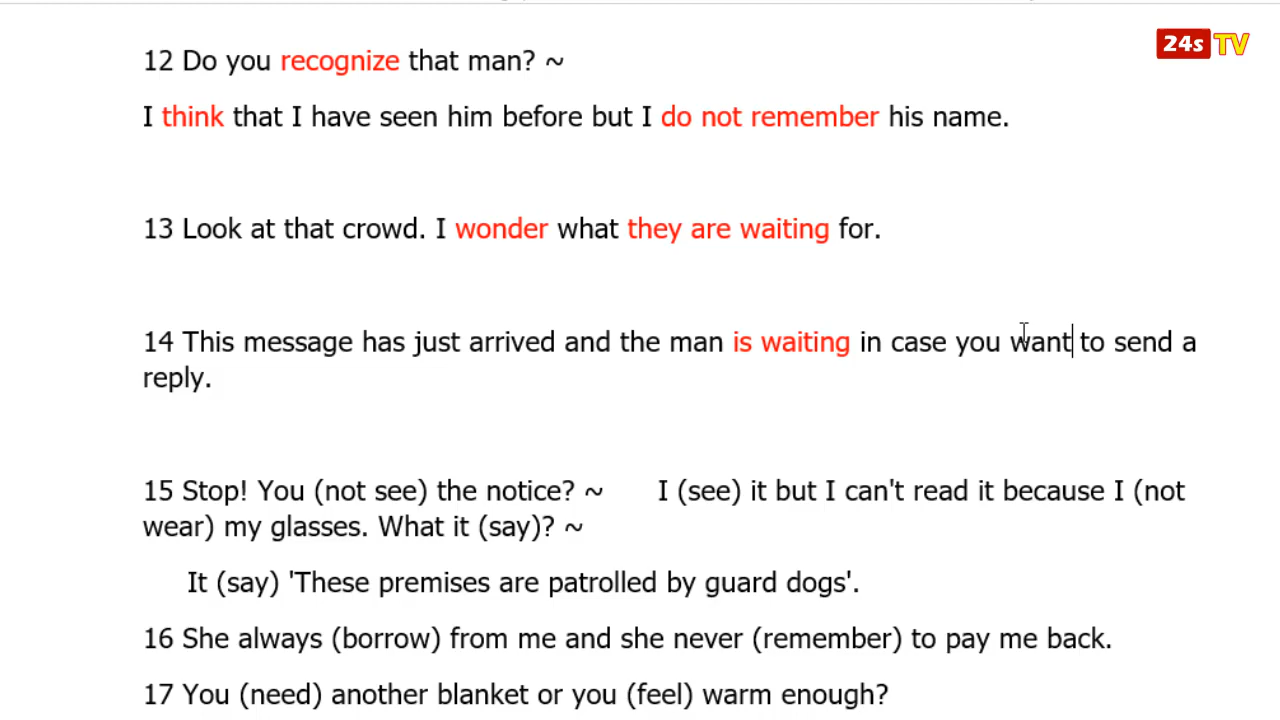 24s TV
12 Do you recognize that man? ~
I think that I have seen him before but I do not remember his name.
13 Look at that crowd. I wonder what they are waiting for.
14 This message has just arrived and the man is waiting in case you want to send a
reply.
15 Stop! You (not see) the notice? ~ I (see) it but I can't read it because I (not
wear) my glasses. What it (say)? ~
It (say) 'These premises are patrolled by guard dogs'.
16 She always (borrow) from me and she never (remember) to pay me back.
17 You (need) another blanket or you (feel) warm enough?